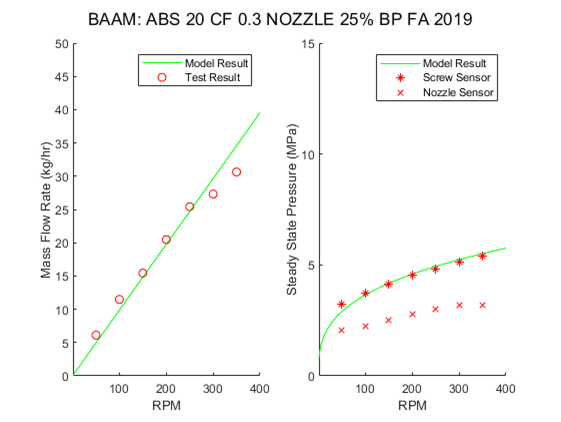 BAAM: ABS 20 CF 0.3 NOZZLE 25% BP FA 2019
Mass Flow Rate (kg/hr)
50
45
40
35
30
25
20
15
10
5
0
100 200 300 400
RPM
Model Result
Test Result
Steady State Pressure (MPa)
15
10
5
0
100 200 300 400
RPM
Model Result
Screw Sensor
Nozzle Sensor